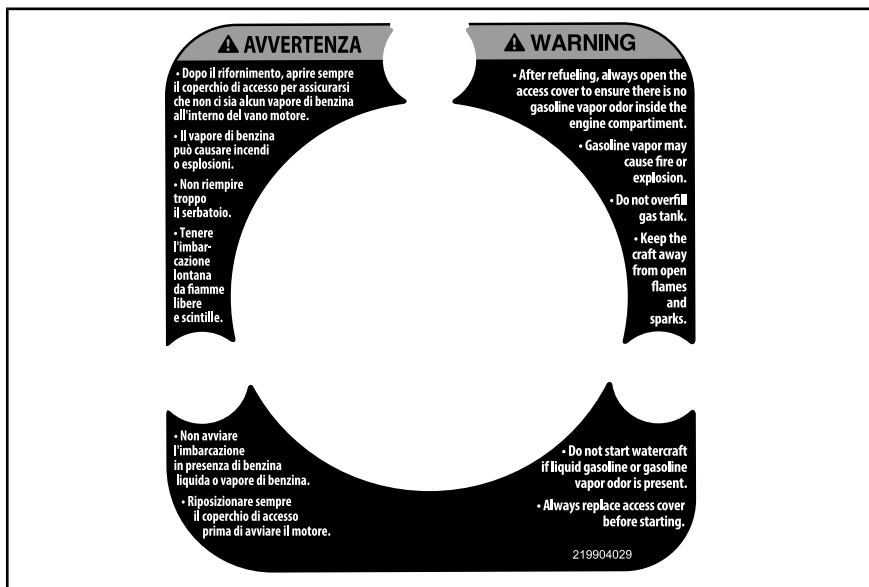 AVVERTENZA
• Dopo il rifornimento, aprire sempre
il coperchio di accesso per assicurarsi
che non ci sia alcun vapore di benzina
all'interno del vano motore.
• Il vapore di benzina
può causare incendi
o esplosioni.
• Non riempire
troppo
il serbatoio.
• Tenere
l'imbar-
cazione
lontana
da fiamme
libere
e scintille.
• Non avviare
l'imbarcazione
in presenza di benzina
liquida o vapore di benzina.
• Riposizionare sempre
il coperchio di accesso
prima di avviare il motore.
WARNING
• After refueling, always open the
access cover to ensure there is no
gasoline vapor odor inside the
engine compartiment.
• Gasoline vapor may
cause fire or
explosion.
• Do not overfill
gas tank.
• Keep the
craft away
from open
flames
and
sparks.
• Do not start watercraft
if liquid gasoline or gasoline
vapor odor is present.
• Always replace access cover
before starting.
219904029